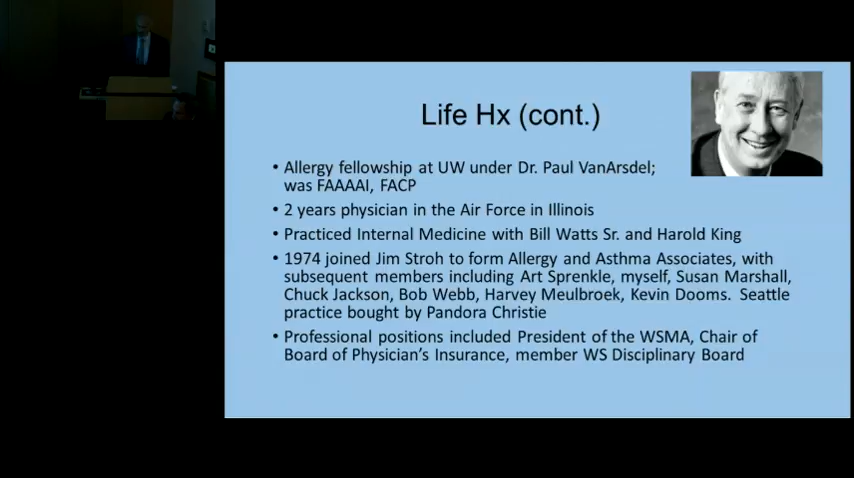 Life Hx (cont.)
• Allergy fellowship at UW under Dr. Paul VanArsdel;
was FAAAAI, FACP
• 2 years physician in the Air Force in Illinois
• Practiced Internal Medicine with Bill Watts Sr. and Harold King
• 1974 joined Jim Stroh to form Allergy and Asthma Associates, with
subsequent members including Art Sprenkle, myself, Susan Marshall,
Chuck Jackson, Bob Webb, Harvey Meulbroek, Kevin Dooms.  Seattle
practice bought by Pandora Christie
• Professional positions included President of the WSMA, Chair of
Board of Physician's Insurance, member WS Disciplinary Board